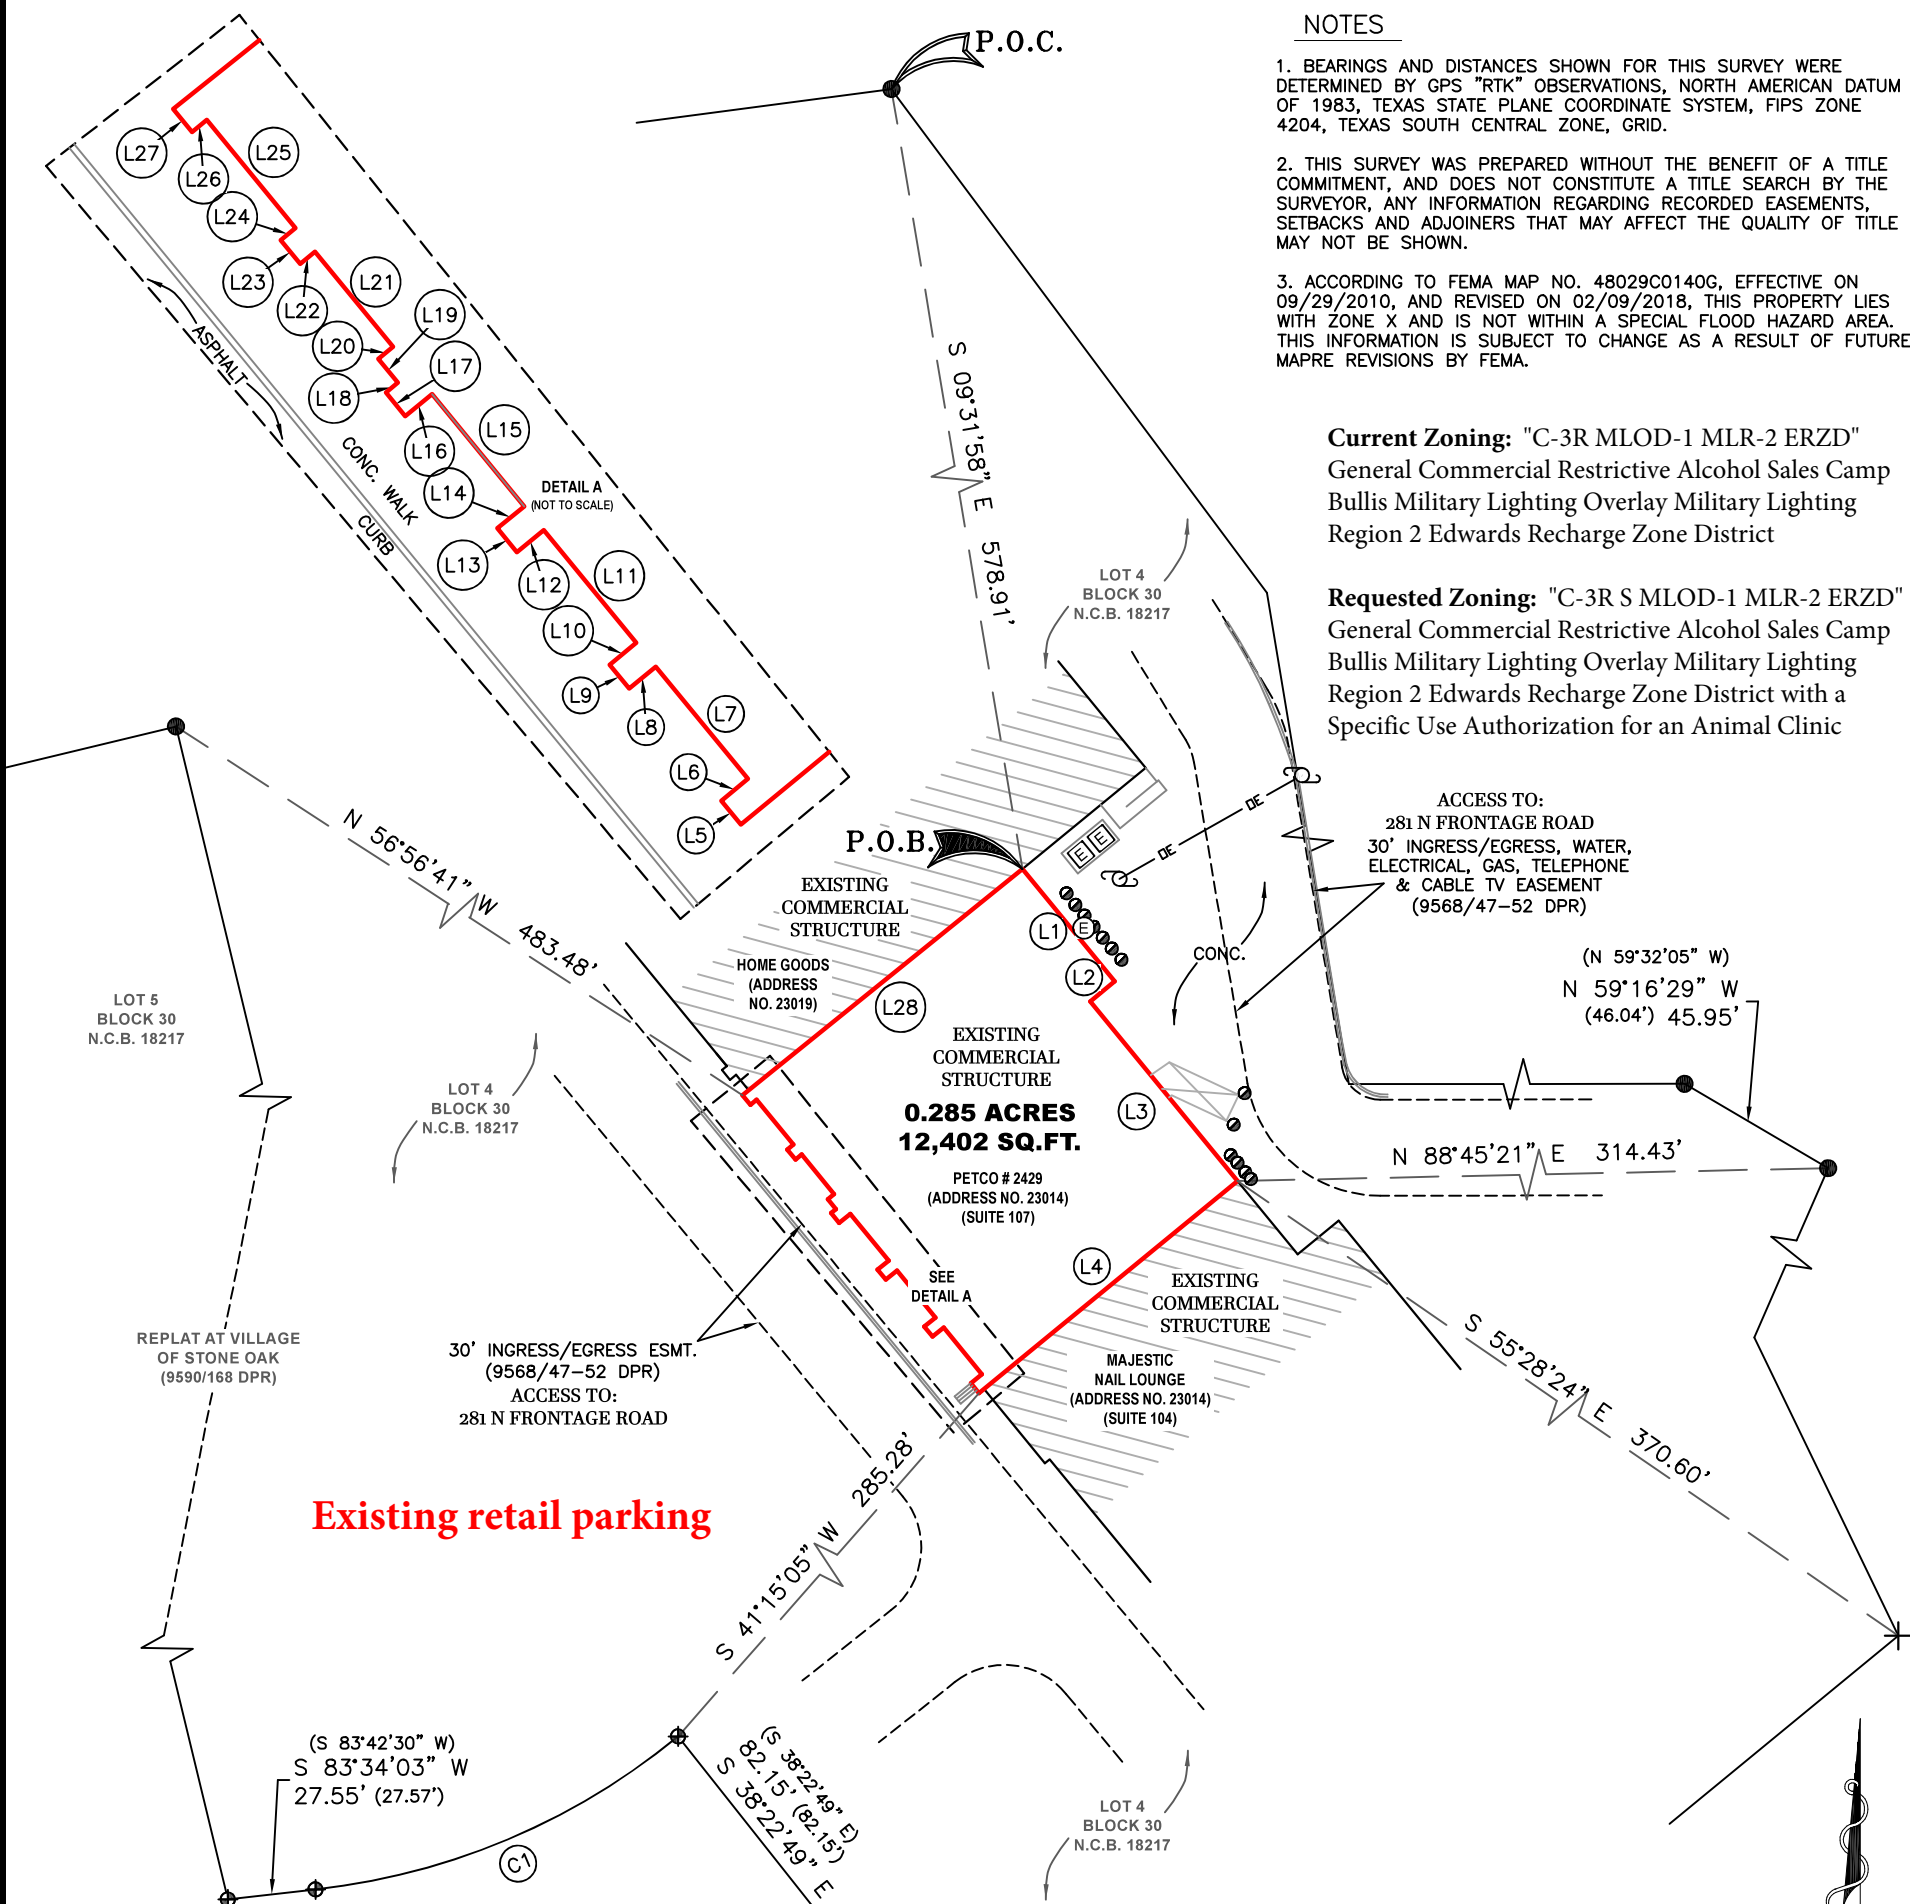 NOTES
1. BEARINGS AND DISTANCES SHOWN FOR THIS SURVEY WERE
DETERMINED BY GPS "RTK" OBSERVATIONS, NORTH AMERICAN DATUM
OF 1983, TEXAS STATE PLANE COORDINATE SYSTEM, FIPS ZONE
4204, TEXAS SOUTH CENTRAL ZONE, GRID.
2. THIS SURVEY WAS PREPARED WITHOUT THE BENEFIT OF A TITLE
COMMITMENT, AND DOES NOT CONSTITUTE A TITLE SEARCH BY THE
SURVEYOR, ANY INFORMATION REGARDING RECORDED EASEMENTS,
SETBACKS AND ADJOINERS THAT MAY AFFECT THE QUALITY OF TITLE
MAY NOT BE SHOWN.
3. ACCORDING TO FEMA MAP NO. 48029C0140G, EFFECTIVE ON
09/29/2010, AND REVISED ON 02/09/2018, THIS PROPERTY LIES
WITH ZONE X AND IS NOT WITHIN A SPECIAL FLOOD HAZARD AREA.
THIS INFORMATION IS SUBJECT TO CHANGE AS A RESULT OF FUTURE
MAPRE REVISIONS BY FEMA.
Current Zoning: "C-3R MLOD-1 MLR-2 ERZD"
General Commercial Restrictive Alcohol Sales Camp
Bullis Military Lighting Overlay Military Lighting
Region 2 Edwards Recharge Zone District
Requested Zoning: "C-3R S MLOD-1 MLR-2 ERZD"
General Commercial Restrictive Alcohol Sales Camp
Bullis Military Lighting Overlay Military Lighting
Region 2 Edwards Recharge Zone District with a
Specific Use Authorization for an Animal Clinic
P.O.C.
L27
L26
L25
L24
L23
L22
L21
L20
L19
L18
L17
L16
L15
L14
L13
L12
L11
L10
L9
L8
L7
L6
L5
ASPHALT
CONC. WALK
CURB
DETAIL A
(NOT TO SCALE)
S 09°31'58" E 578.91'
LOT 4
BLOCK 30
N.C.B. 18217
P.O.B.
E
E
OE
OE
ACCESS TO:
281 N FRONTAGE ROAD
30' INGRESS/EGRESS, WATER,
ELECTRICAL, GAS, TELEPHONE
& CABLE TV EASEMENT
(9568/47-52 DPR)
N 56°56'41" W 483.48'
EXISTING
COMMERCIAL
STRUCTURE
HOME GOODS
(ADDRESS
NO. 23019)
L28
L1
E
L2
CONC.
(N 59°32'05" W)
N 59°16'29" W
(46.04') 45.95'
LOT 5
BLOCK 30
N.C.B. 18217
LOT 4
BLOCK 30
N.C.B. 18217
EXISTING
COMMERCIAL
STRUCTURE
0.285 ACRES
12,402 SQ.FT.
PETCO # 2429
(ADDRESS NO. 23014)
(SUITE 107)
L3
N 88°45'21" E 314.43'
SEE
DETAIL A
L4
EXISTING
COMMERCIAL
STRUCTURE
MAJESTIC
NAIL LOUNGE
(ADDRESS NO. 23014)
(SUITE 104)
S 55°28'24" E 370.60'
REPLAT AT VILLAGE
OF STONE OAK
(9590/168 DPR)
30' INGRESS/EGRESS ESMT.
(9568/47-52 DPR)
ACCESS TO:
281 N FRONTAGE ROAD
Existing retail parking
S 41°15'05" W 285.28'
(S 83°42'30" W)
S 83°34'03" W
27.55' (27.57')
C1
(S 38°22'49" E)
82.15' (82.15')
S 38°22'49" E
LOT 4
BLOCK 30
N.C.B. 18217